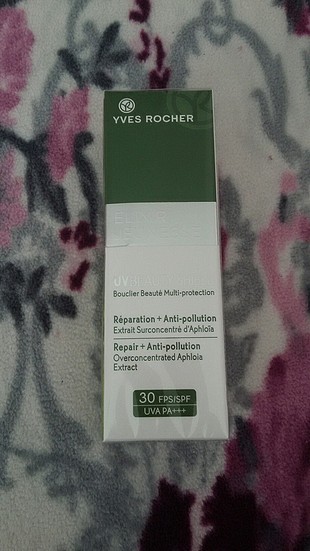 YVES ROCHER
Bouclier Beauté Multi-protection
Réparation + Anti-pollution
Extrait Surconcentré d'Aphloïa
Repair + Anti-pollution
Overconcentrated Aphloia
Extract
30 FPS/SPF
UVA PA+++